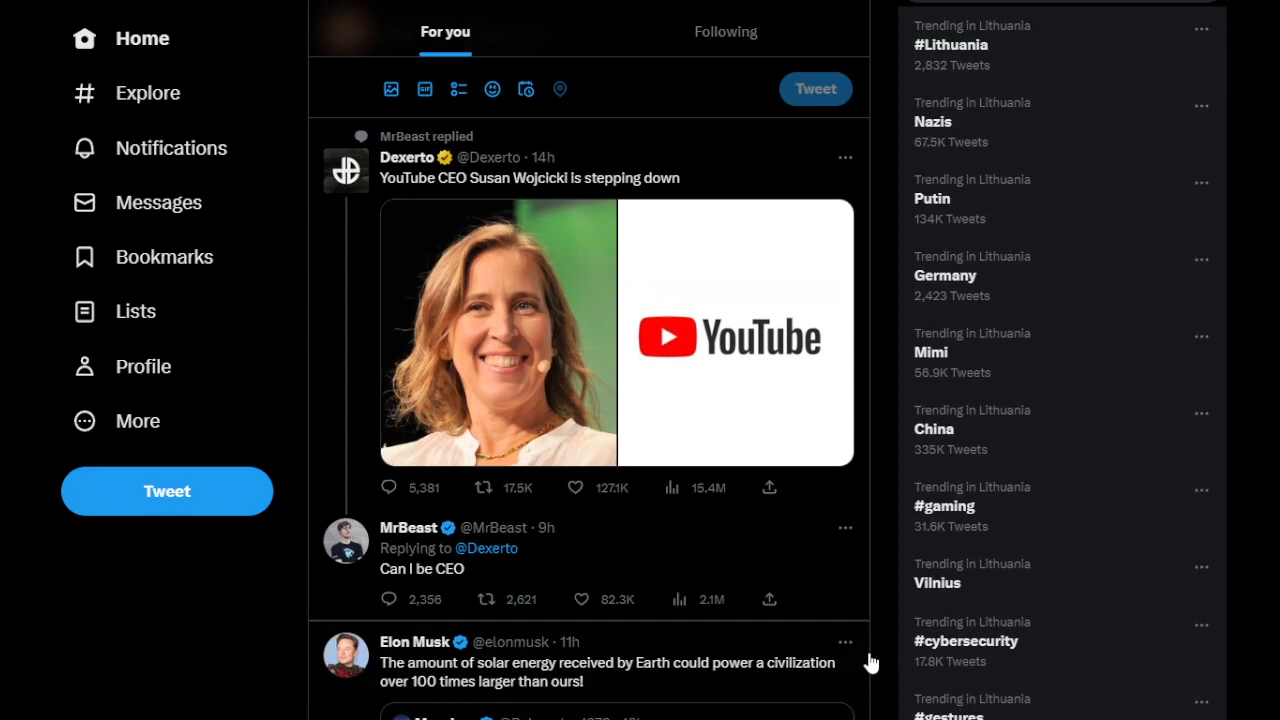 Home
Explore
Notifications
Messages
Bookmarks
Lists
Profile
More
Tweet
For you
Following
GIF
Tweet
MrBeast replied
Dexerto @Dexerto · 14h
YouTube CEO Susan Wojcicki is stepping down
YouTube
5,381 17.5K 127.1K 15.4M
MrBeast @MrBeast · 9h
Replying to @Dexerto
Can I be CEO
2,356 2,621 82.3K 2.1M
Elon Musk @elonmusk · 11h
The amount of solar energy received by Earth could power a civilization
over 100 times larger than ours!
Trending in Lithuania
#Lithuania
2,832 Tweets
Trending in Lithuania
Nazis
67.5K Tweets
Trending in Lithuania
Putin
134K Tweets
Trending in Lithuania
Germany
2,423 Tweets
Trending in Lithuania
Mimi
56.9K Tweets
Trending in Lithuania
China
335K Tweets
Trending in Lithuania
#gaming
31.6K Tweets
Trending in Lithuania
Vilnius
Trending in Lithuania
#cybersecurity
17.8K Tweets
Trending in Lithuania
#gestures